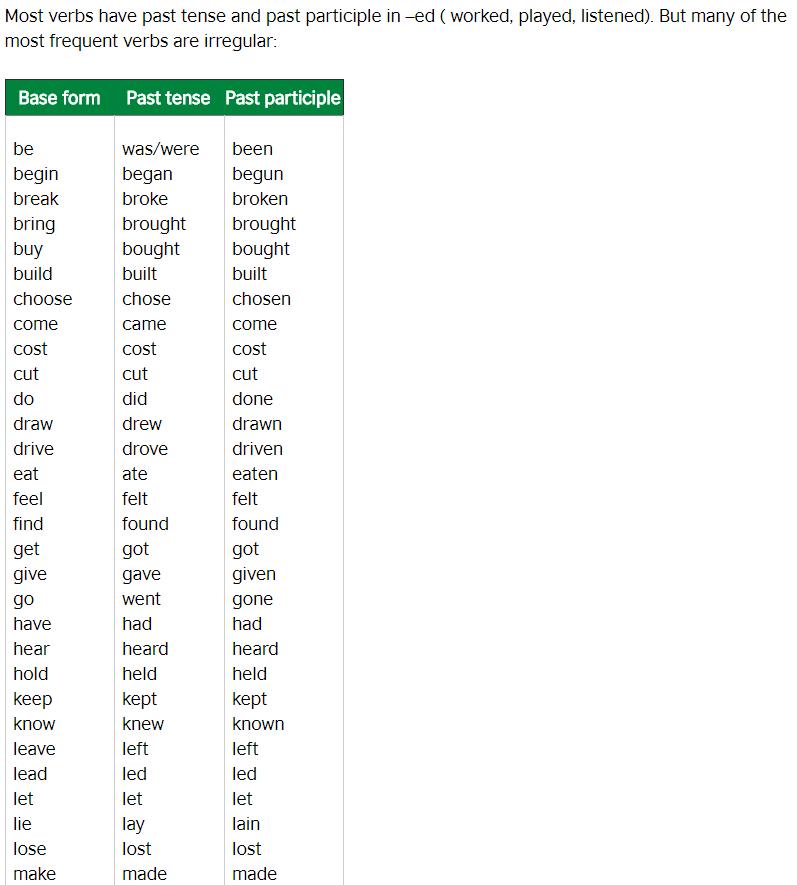 Most verbs have past tense and past participle in –ed ( worked, played, listened). But many of the
most frequent verbs are irregular:
Base form Past tense Past participle
be was/were been
begin began begun
break broke broken
bring brought brought
buy bought bought
build built built
choose chose chosen
come came come
cost cost cost
cut cut cut
do did done
draw drew drawn
drive drove driven
eat ate eaten
feel felt felt
find found found
get got got
give gave given
go went gone
have had had
hear heard heard
hold held held
keep kept kept
know knew known
leave left left
lead led led
let let let
lie lay lain
lose lost lost
make made made